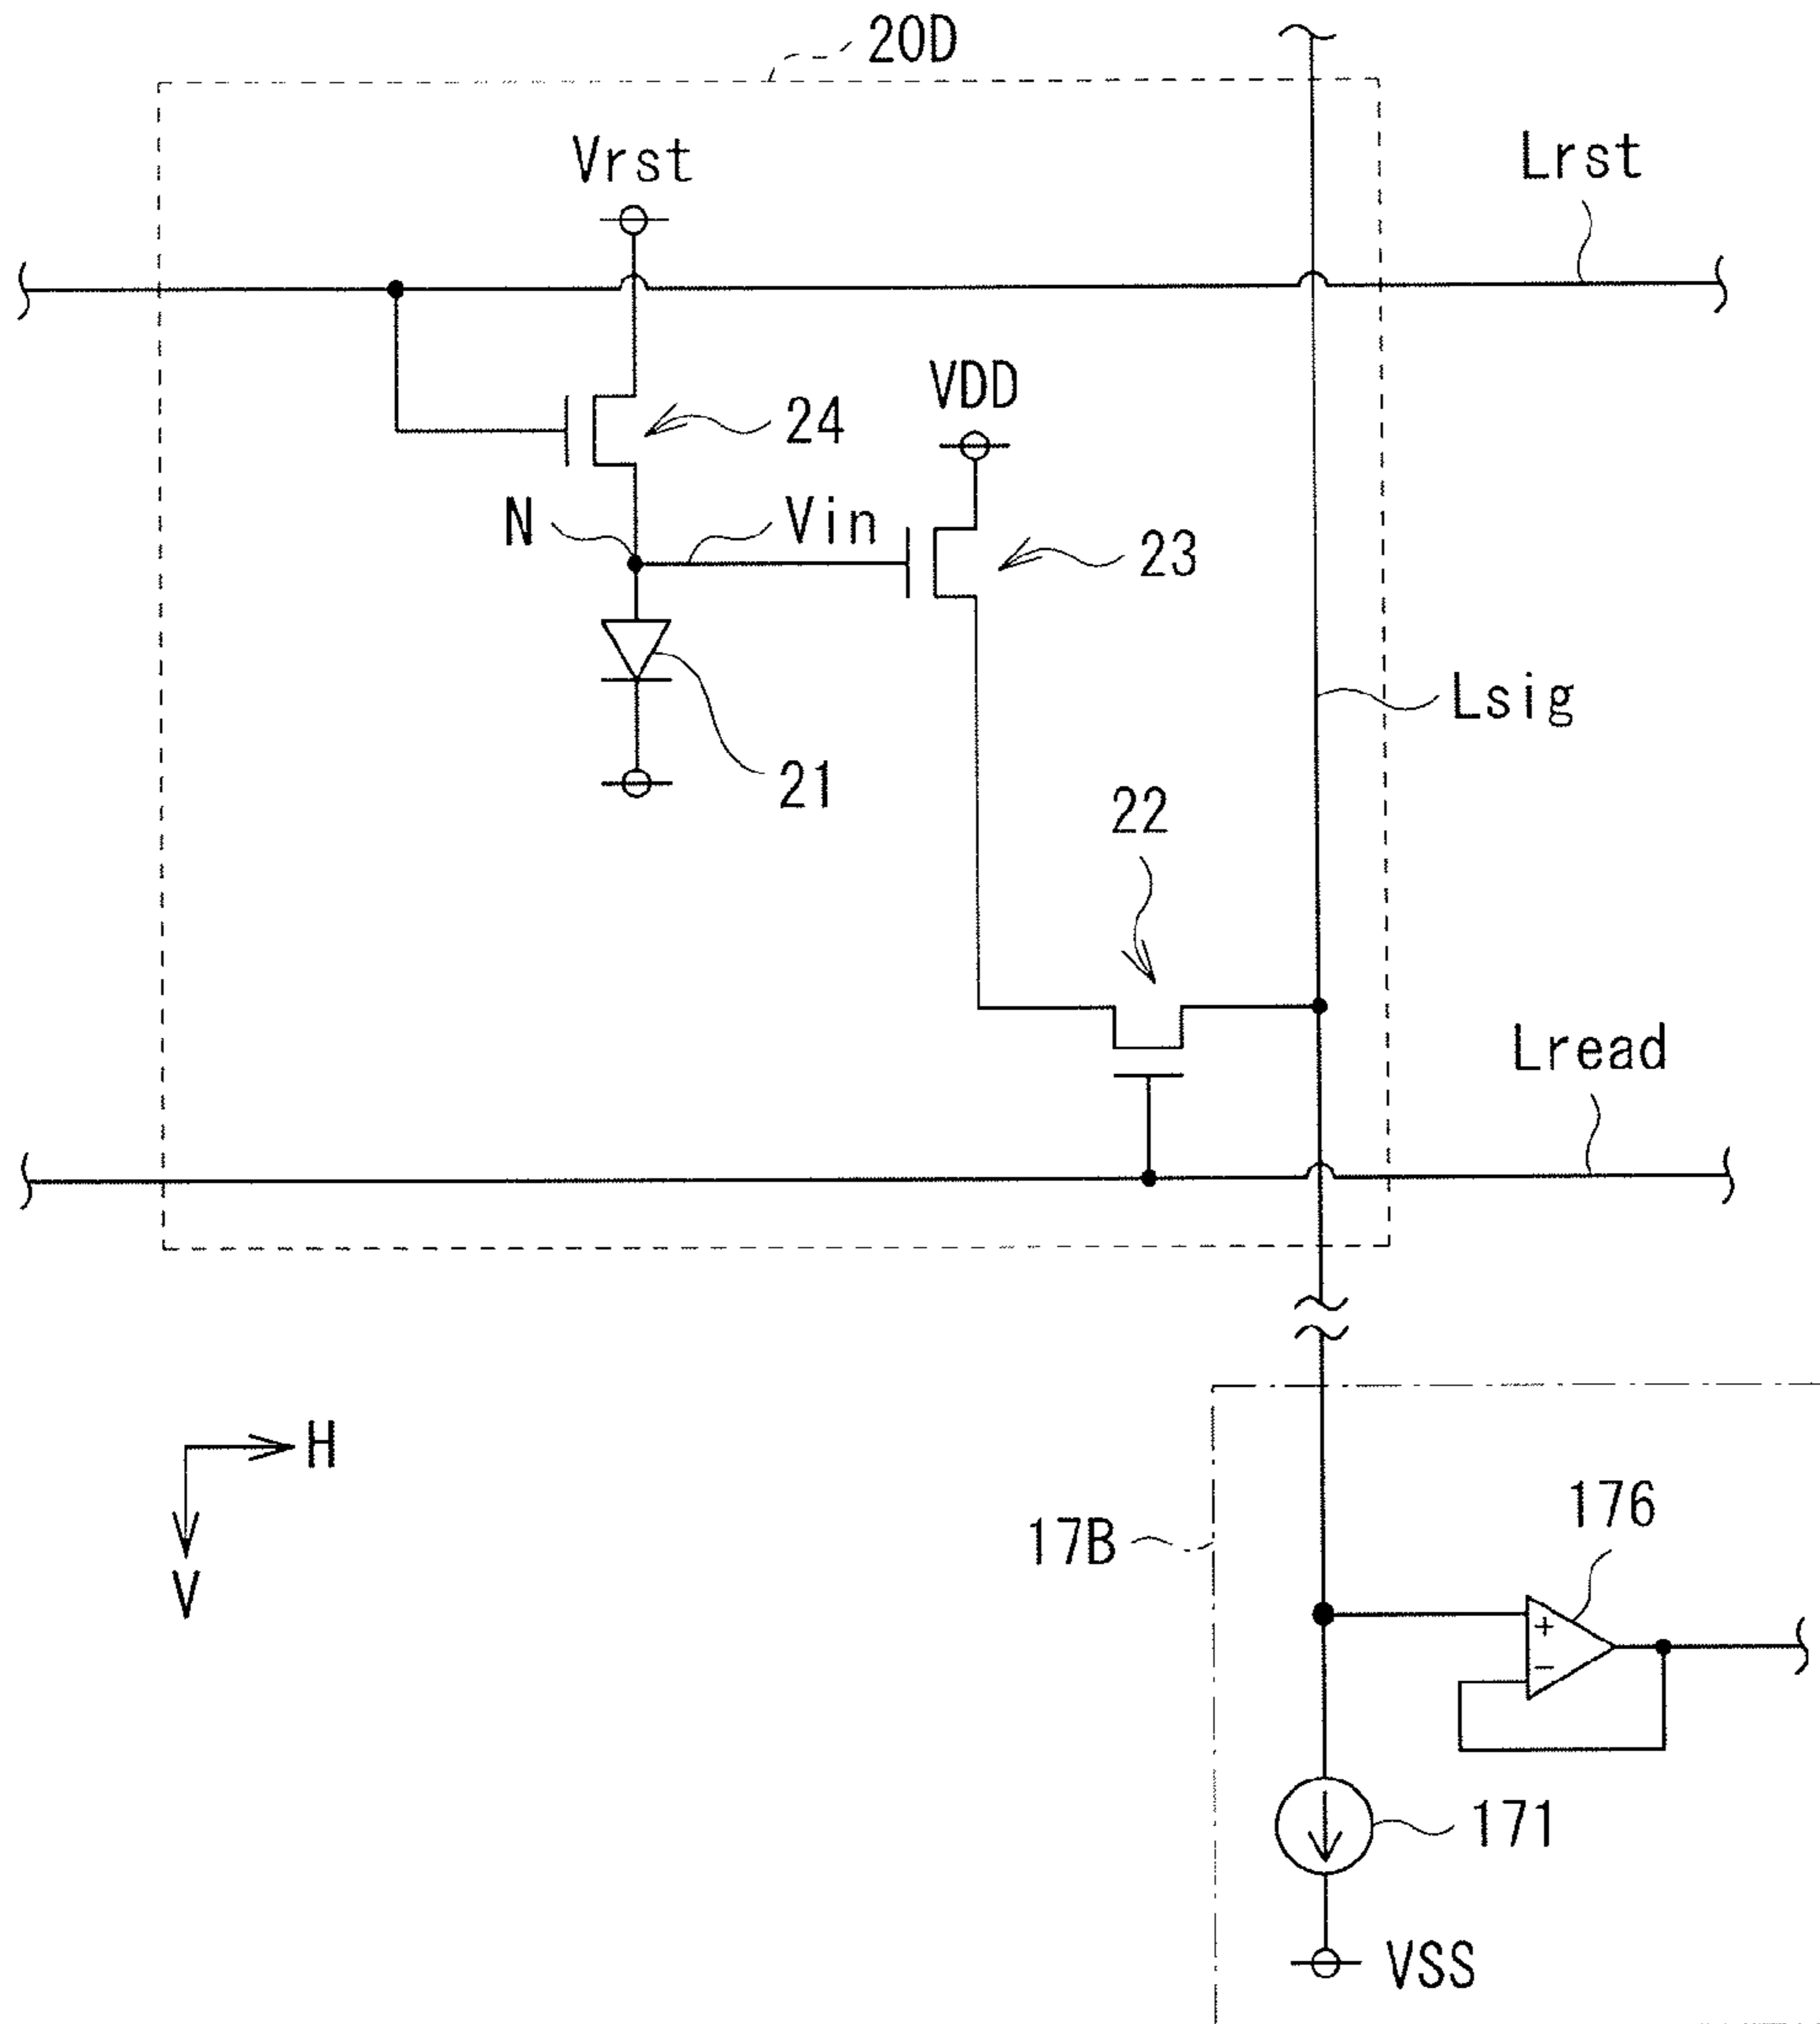 20D
Vrst
Lrst
VDD
24
N
Vin
23
Lsig
21
22
Lread
H
V
17B
176
+
−
171
VSS